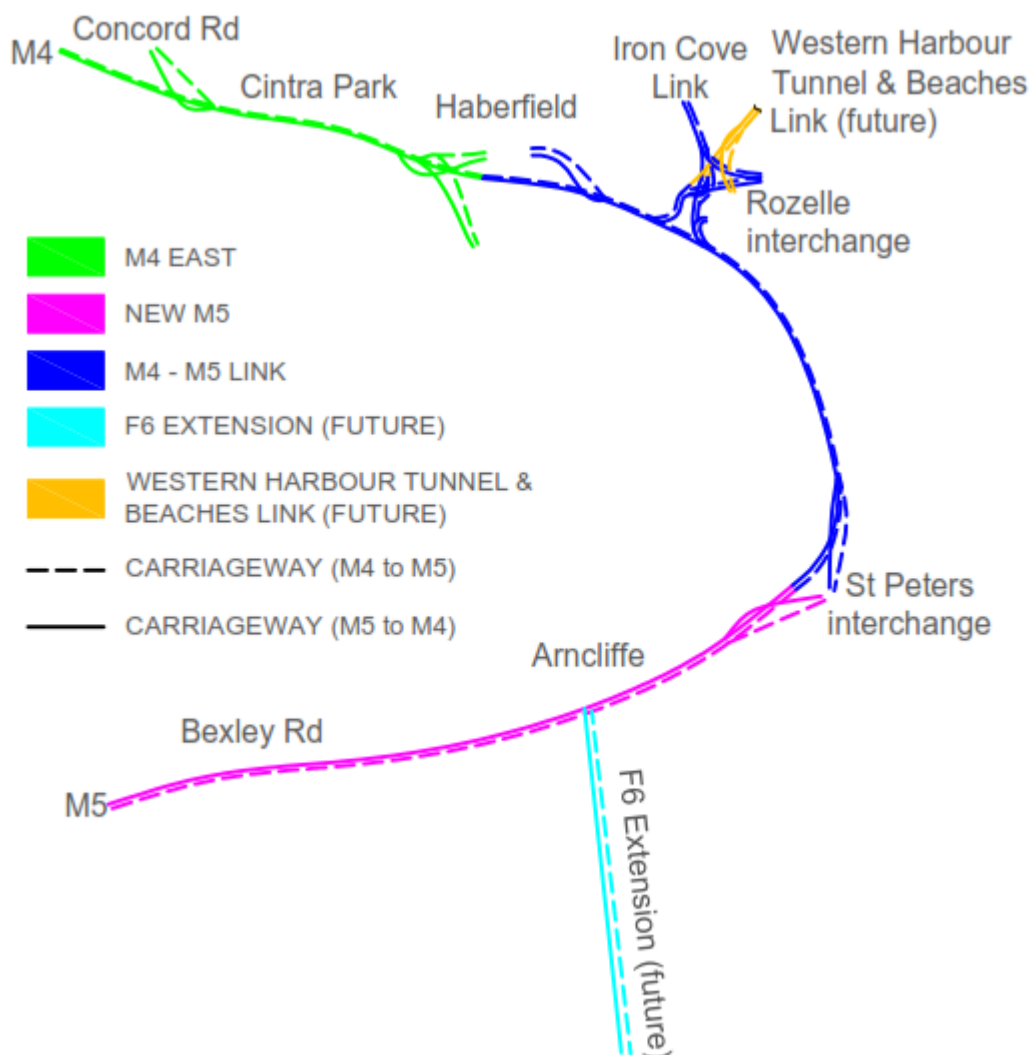 Concord Rd
M4
Cintra Park
Haberfield
Iron Cove
Link
Western Harbour
Tunnel & Beaches
Link (future)
Rozelle
interchange
M4 EAST
NEW M5
M4 - M5 LINK
F6 EXTENSION (FUTURE)
WESTERN HARBOUR TUNNEL &
BEACHES LINK (FUTURE)
CARRIAGEWAY (M4 to M5)
CARRIAGEWAY (M5 to M4)
St Peters
interchange
Arncliffe
Bexley Rd
M5
F6 Extension (future)